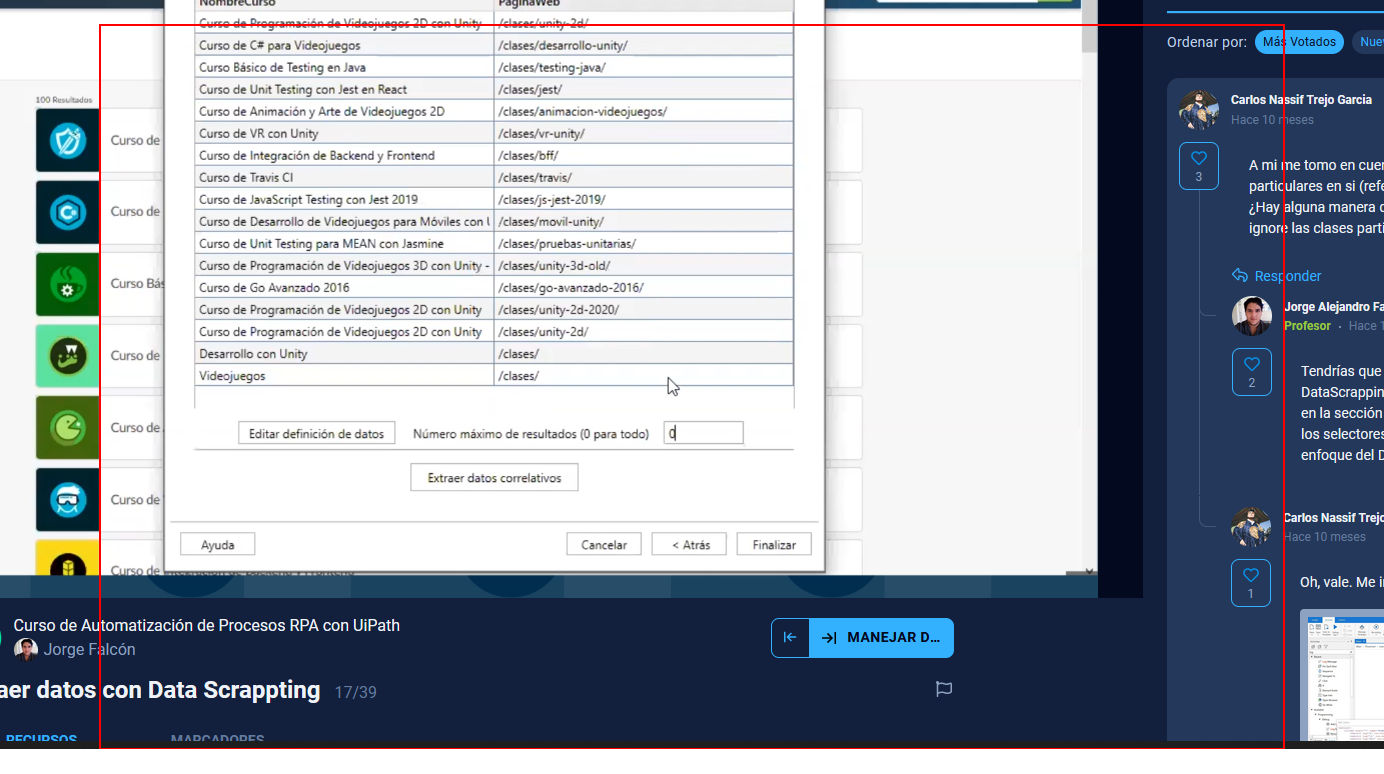 NombreCurso PaginaWeb
Curso de Programación de Videojuegos 2D con Unity /clases/unity-2d/
Curso de C# para Videojuegos /clases/desarrollo-unity/
Curso Básico de Testing en Java /clases/testing-java/
Curso de Unit Testing con Jest en React /clases/jest/
Curso de Animación y Arte de Videojuegos 2D /clases/animacion-videojuegos/
Curso de VR con Unity /clases/vr-unity/
Curso de Integración de Backend y Frontend /clases/bff/
Curso de Travis CI /clases/travis/
Curso de JavaScript Testing con Jest 2019 /clases/js-jest-2019/
Curso de Desarrollo de Videojuegos para Móviles con U /clases/movil-unity/
Curso de Unit Testing para MEAN con Jasmine /clases/pruebas-unitarias/
Curso de Programación de Videojuegos 3D con Unity - /clases/unity-3d-old/
Curso de Go Avanzado 2016 /clases/go-avanzado-2016/
Curso de Programación de Videojuegos 2D con Unity /clases/unity-2d-2020/
Curso de Programación de Videojuegos 2D con Unity /clases/unity-2d/
Desarrollo con Unity /clases/
Videojuegos /clases/
Editar definición de datos Número máximo de resultados (0 para todo) 0
Extraer datos correlativos
Ayuda Cancelar < Atrás Finalizar
100 Resultados
Curso de
Curso de
Curso Bás
Curso de
Curso de
Curso de
Curso de Integración de Backend y Frontend
Curso de Automatización de Procesos RPA con UiPath
Jorge Falcón
MANEJAR D...
aer datos con Data Scrappting 17/39
RECURSOS MARCADORES
Ordenar por: Más Votados Nue
Carlos Nassif Trejo Garcia
Hace 10 meses
3
A mi me tomo en cuen
particulares en si (refe
¿Hay alguna manera d
ignore las clases parti
Responder
Jorge Alejandro Fa
Profesor · Hace 1
2
Tendrías que
DataScrappin
en la sección
los selectores
enfoque del D
Carlos Nassif Trejo
Hace 10 meses
1
Oh, vale. Me i